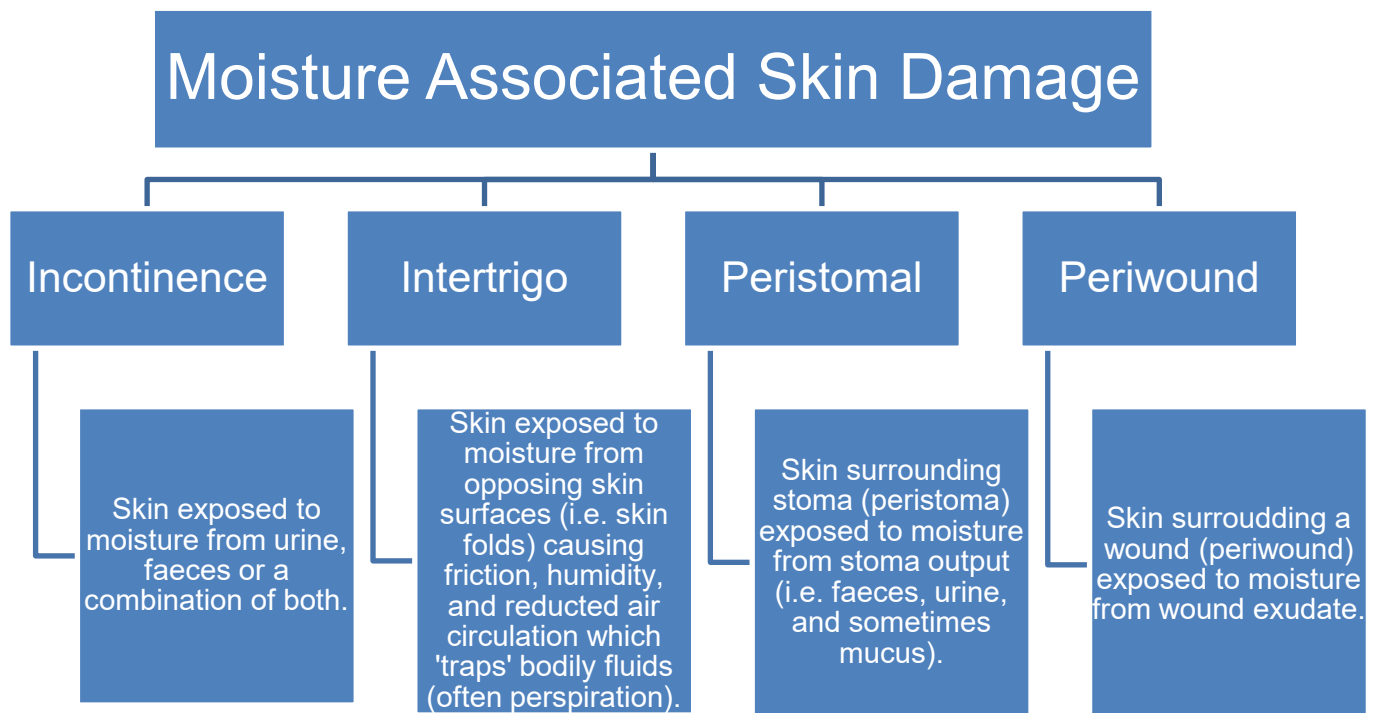 Moisture Associated Skin Damage
Incontinence
Intertrigo
Peristomal
Periwound
Skin exposed to
moisture from urine,
faeces or a
combination of both.
Skin exposed to
moisture from
opposing skin
surfaces (i.e. skin
folds) causing
friction, humidity,
and reducted air
circulation which
'traps' bodily fluids
(often perspiration).
Skin surrounding
stoma (peristoma)
exposed to moisture
from stoma output
(i.e. faeces, urine,
and sometimes
mucus).
Skin surroudding a
wound (periwound)
exposed to moisture
from wound exudate.